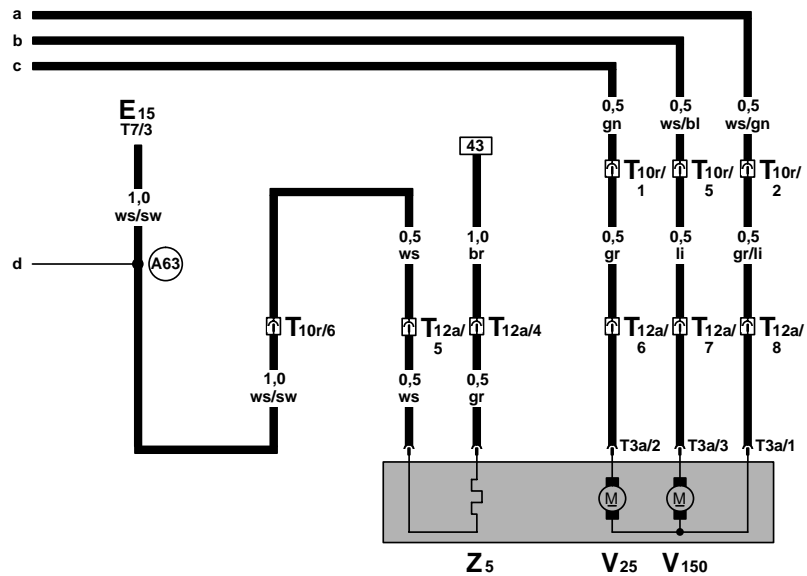 a
b
c
E15
T7/3
43
0,5
gn
0,5
ws/bl
0,5
ws/gn
T10r/
1
T10r/
5
T10r/
2
1,0
ws/sw
0,5
ws
1,0
br
0,5
gr
0,5
li
0,5
gr/li
d
A63
T10r/6
T12a/
5
T12a/4
T12a/
6
T12a/
7
T12a/
8
1,0
ws/sw
0,5
ws
0,5
gr
T3a/2
T3a/3
T3a/1
M
M
Z5
V25
V150